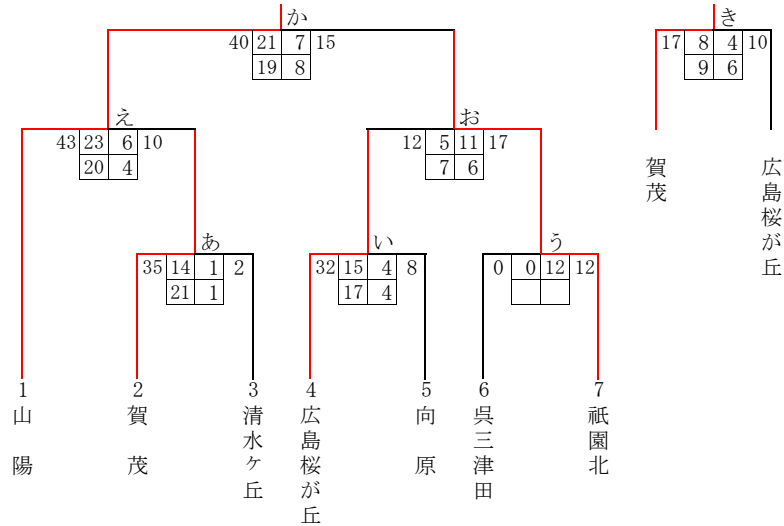 か
40 21 7 15
19 8
き
17 8 4 10
9 6
え
43 23 6 10
20 4
お
12 5 11 17
7 6
賀茂
広島桜が丘
あ
35 14 1 2
21 1
い
32 15 4 8
17 4
う
0 0 12 12
1 2 3 4 5 6 7
山陽
賀茂
清水ケ丘
広島桜が丘
向原
呉三津田
祇園北